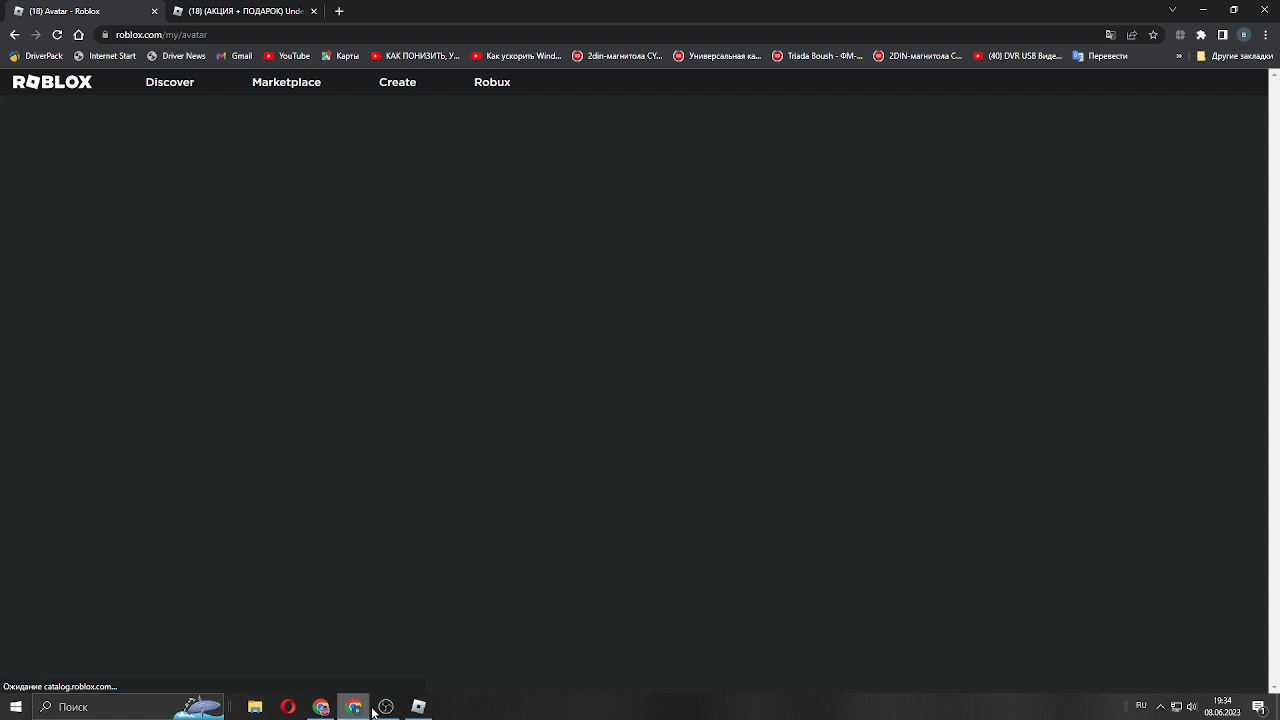 (18) Avatar - Roblox
(18) (АКЦИЯ + ПОДАРОК) Und
roblox.com/my/avatar
DriverPack
Internet Start
Driver News
Gmail
YouTube
Карты
КАК ПОНИЗИТЬ, У...
Как ускорить Wind...
2din-магнитола CY...
Универсальная ка...
Triada Boush - ФМ-...
2DIN-магнитола С...
(40) DVR USB Виде...
Перевести
»
Другие закладки
ROBLOX
Discover
Marketplace
Create
Robux
Ожидание catalog.roblox.com...
Поиск
RU
19:34
08.06.2023